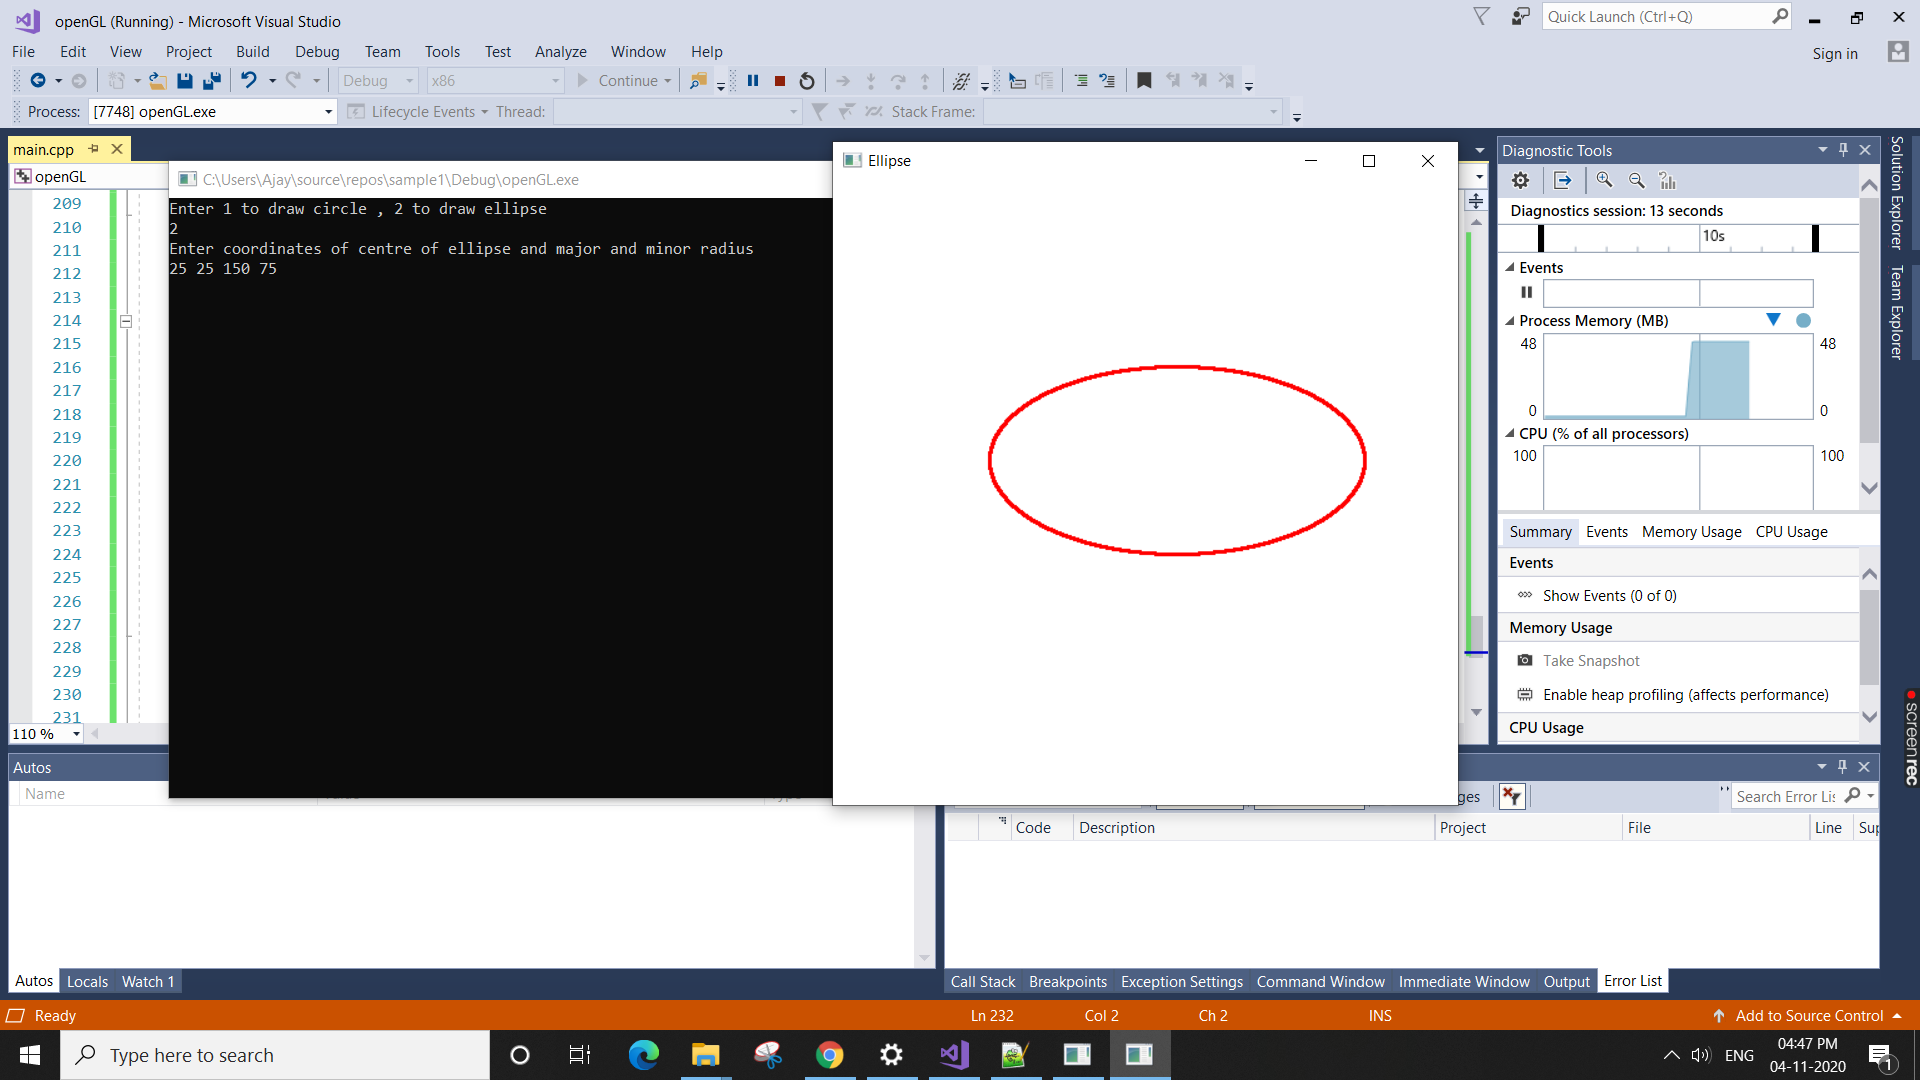 openGL (Running) - Microsoft Visual Studio
Quick Launch (Ctrl+Q)
File Edit View Project Build Debug Team Tools Test Analyze Window Help
Sign in
Debug x86 Continue
Process: [7748] openGL.exe Lifecycle Events Thread: Stack Frame:
main.cpp
openGL
209
210
211
212
213
214
215
216
217
218
219
220
221
222
223
224
225
226
227
228
229
230
231
110 %
C:\Users\Ajay\source\repos\sample1\Debug\openGL.exe
Enter 1 to draw circle , 2 to draw ellipse
2
Enter coordinates of centre of ellipse and major and minor radius
25 25 150 75
Ellipse
Diagnostic Tools
Diagnostics session: 13 seconds
10s
Events
Process Memory (MB)
48 48
0 0
CPU (% of all processors)
100 100
Summary Events Memory Usage CPU Usage
Events
Show Events (0 of 0)
Memory Usage
Take Snapshot
Enable heap profiling (affects performance)
CPU Usage
Solution Explorer
Team Explorer
screenrec
Autos
Name
Autos Locals Watch 1
Search Error Lis
Code Description Project File Line Sup
Call Stack Breakpoints Exception Settings Command Window Immediate Window Output Error List
Ready Ln 232 Col 2 Ch 2 INS Add to Source Control
Type here to search
ENG
04:47 PM
04-11-2020
1